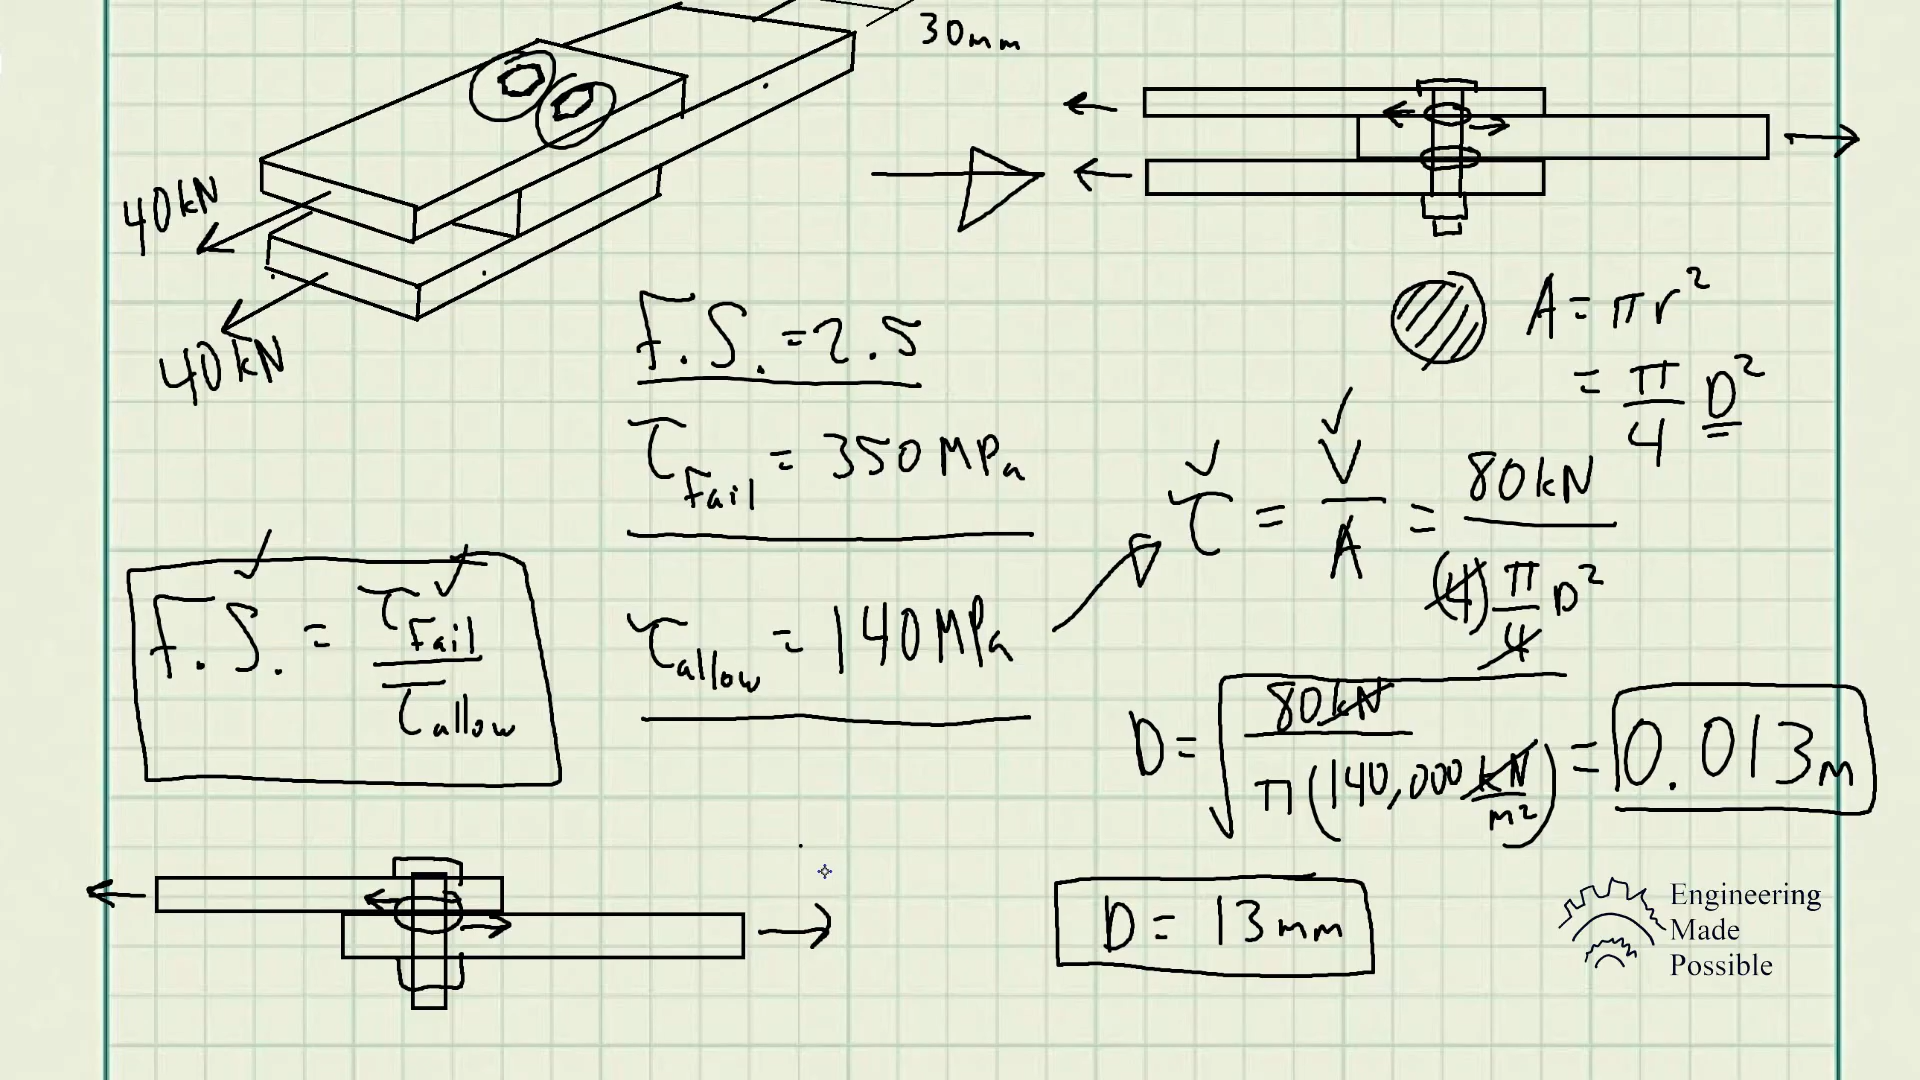 30mm
40kN
40kN
F.S. = 2.5
τFail = 350 MPa
τallow = 140 MPa
F.S. = τFail / τallow
A = πr²
= π/4 D²
τ = V/A = 80kN / (4) π/4 D²
D = √(80kN / π(140,000 kN/m²)) = 0.013m
D = 13mm
Engineering
Made
Possible